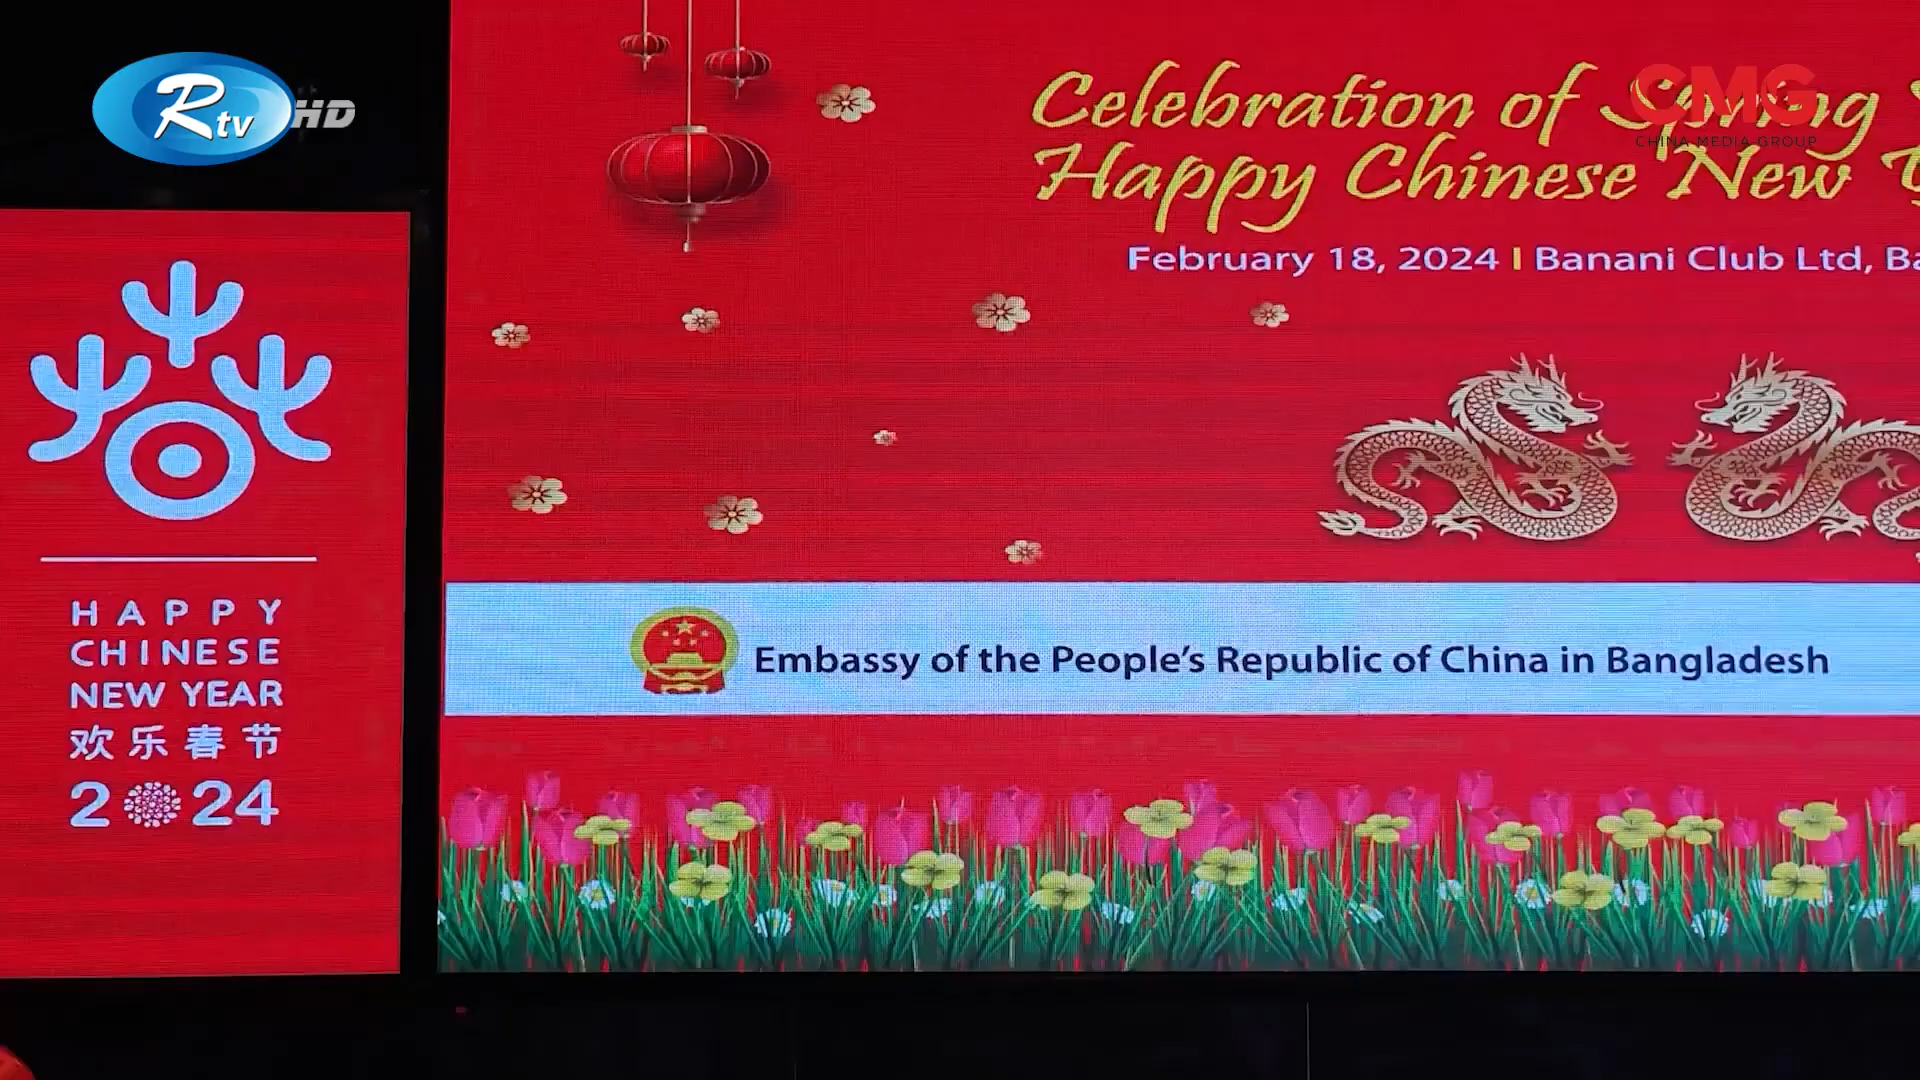 Rtv HD
CMG
CHINA MEDIA GROUP
Celebration of Spring
Happy Chinese New
February 18, 2024 I Banani Club Ltd, Ba
HAPPY
CHINESE
NEW YEAR
欢乐春节
2024
Embassy of the People's Republic of China in Bangladesh